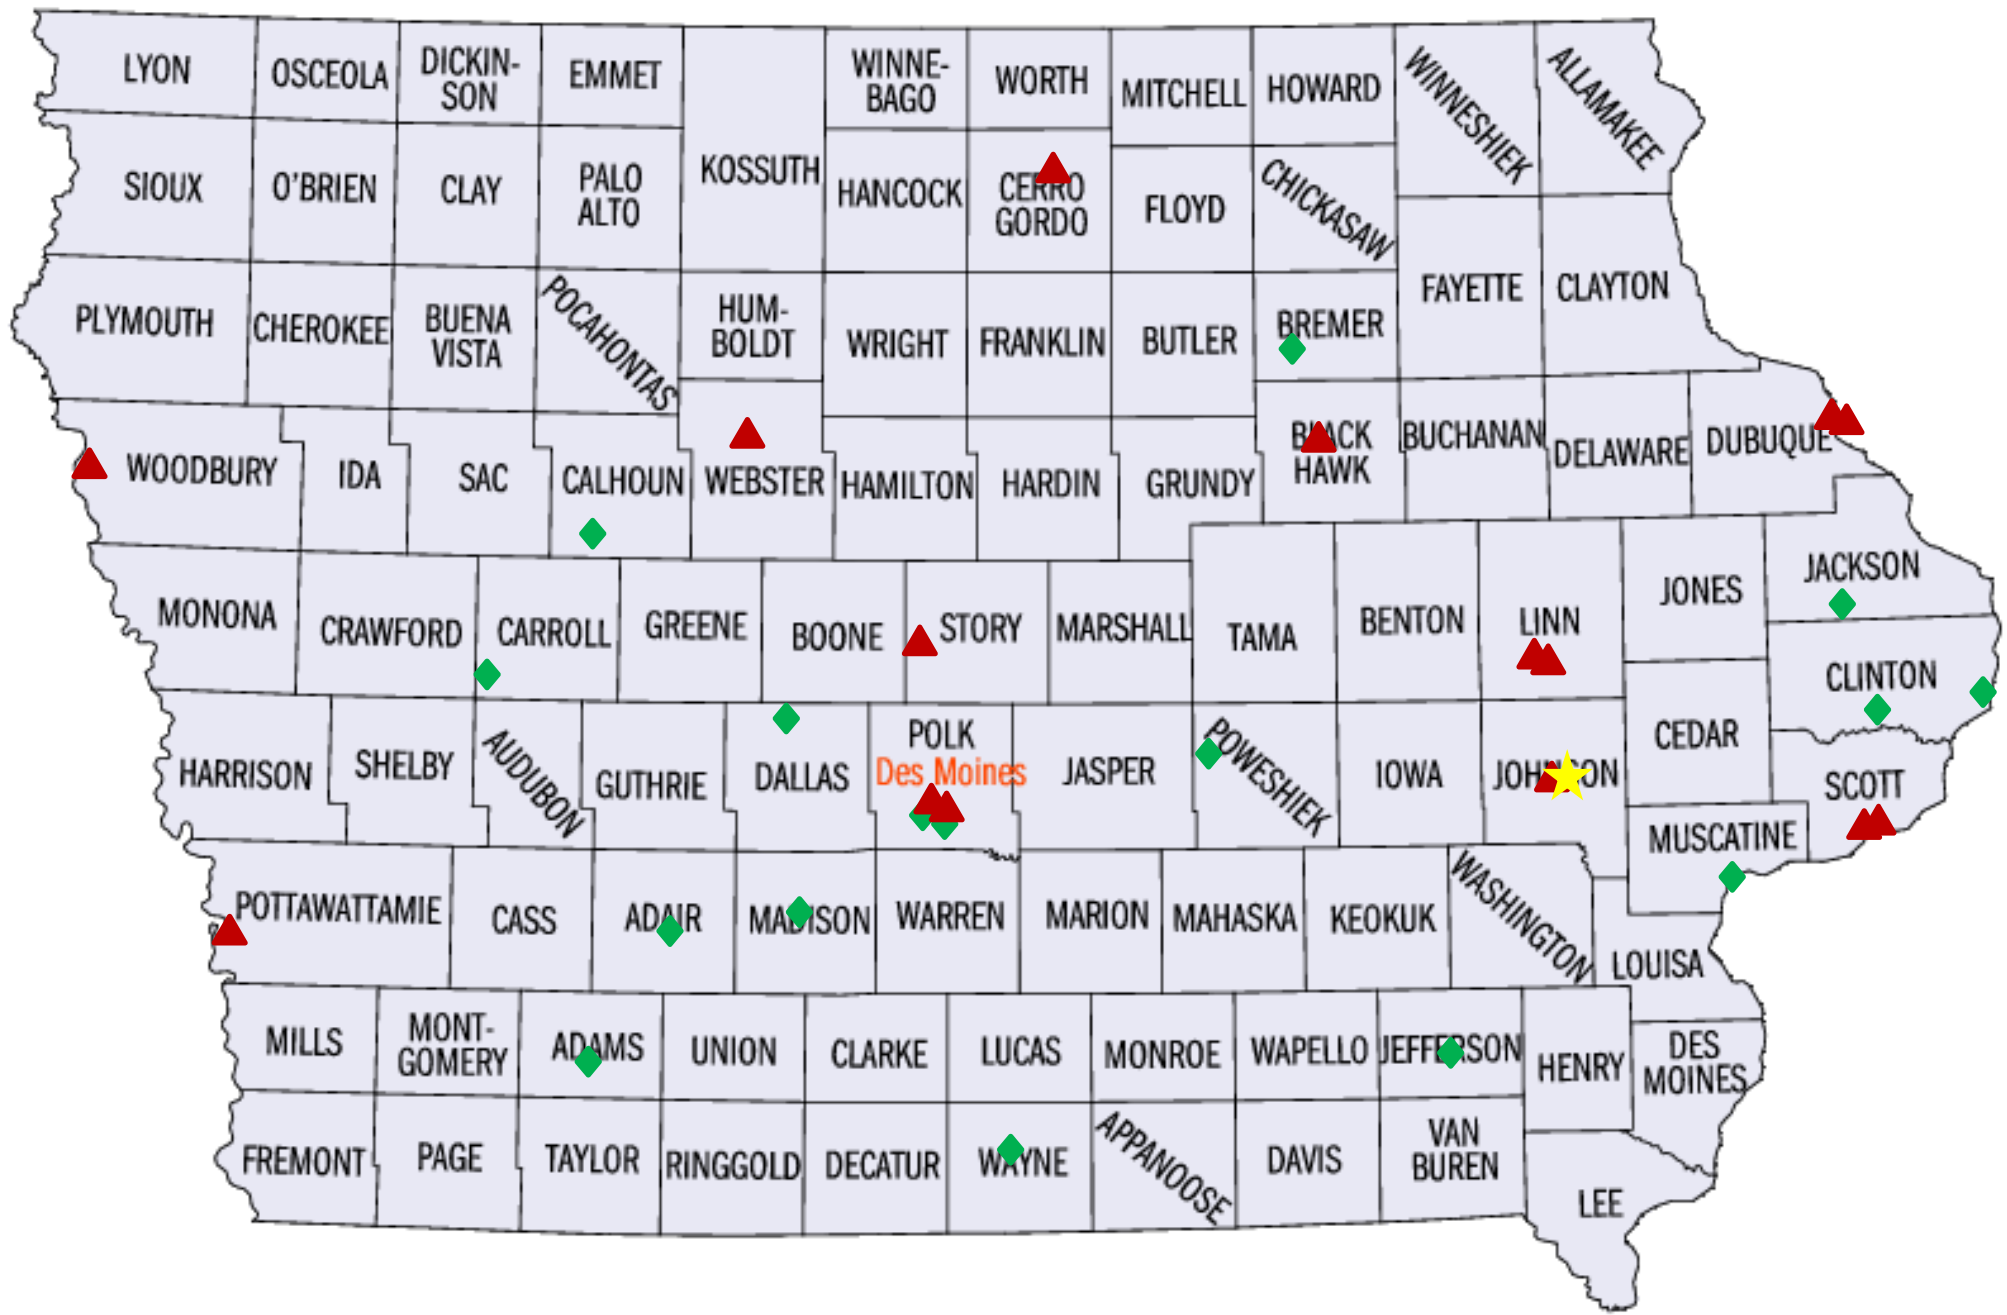 LYON
OSCEOLA
DICKIN-
SON
EMMET
KOSSUTH
WINNE-
BAGO
WORTH
MITCHELL
HOWARD
WINNESHIEK
ALLAMAKEE
SIOUX
O'BRIEN
CLAY
PALO
ALTO
HANCOCK
CERRO
GORDO
FLOYD
CHICKASAW
FAYETTE
CLAYTON
PLYMOUTH
CHEROKEE
BUENA
VISTA
POCAHONTAS
HUM-
BOLDT
WRIGHT
FRANKLIN
BUTLER
BREMER
WOODBURY
IDA
SAC
CALHOUN
WEBSTER
HAMILTON
HARDIN
GRUNDY
BLACK
HAWK
BUCHANAN
DELAWARE
DUBUQUE
MONONA
CRAWFORD
CARROLL
GREENE
BOONE
STORY
MARSHALL
TAMA
BENTON
LINN
JONES
JACKSON
CLINTON
HARRISON
SHELBY
AUDUBON
GUTHRIE
DALLAS
POLK
Des Moines
JASPER
POWESHIEK
IOWA
JOHNSON
CEDAR
SCOTT
MUSCATINE
POTTAWATTAMIE
CASS
ADAIR
MADISON
WARREN
MARION
MAHASKA
KEOKUK
WASHINGTON
LOUISA
MILLS
MONT-
GOMERY
ADAMS
UNION
CLARKE
LUCAS
MONROE
WAPELLO
JEFFERSON
HENRY
DES
MOINES
FREMONT
PAGE
TAYLOR
RINGGOLD
DECATUR
WAYNE
APPANOOSE
DAVIS
VAN
BUREN
LEE